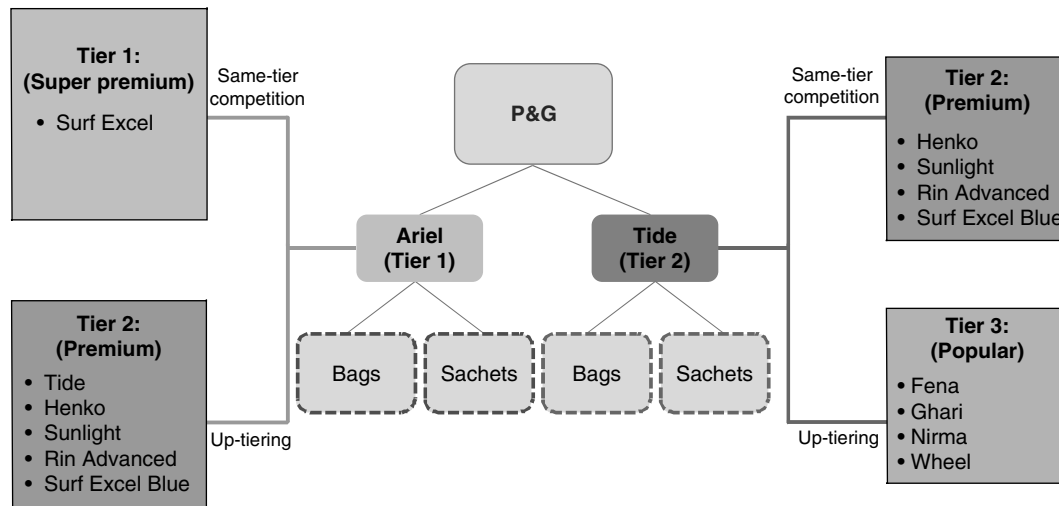 Tier 1:
(Super premium)
• Surf Excel
Same-tier
competition
P&G
Same-tier
competition
Tier 2:
(Premium)
• Henko
• Sunlight
• Rin Advanced
• Surf Excel Blue
Ariel
(Tier 1)
Tide
(Tier 2)
Tier 2:
(Premium)
• Tide
• Henko
• Sunlight
• Rin Advanced
• Surf Excel Blue
Up-tiering
Bags
Sachets
Bags
Sachets
Up-tiering
Tier 3:
(Popular)
• Fena
• Ghari
• Nirma
• Wheel